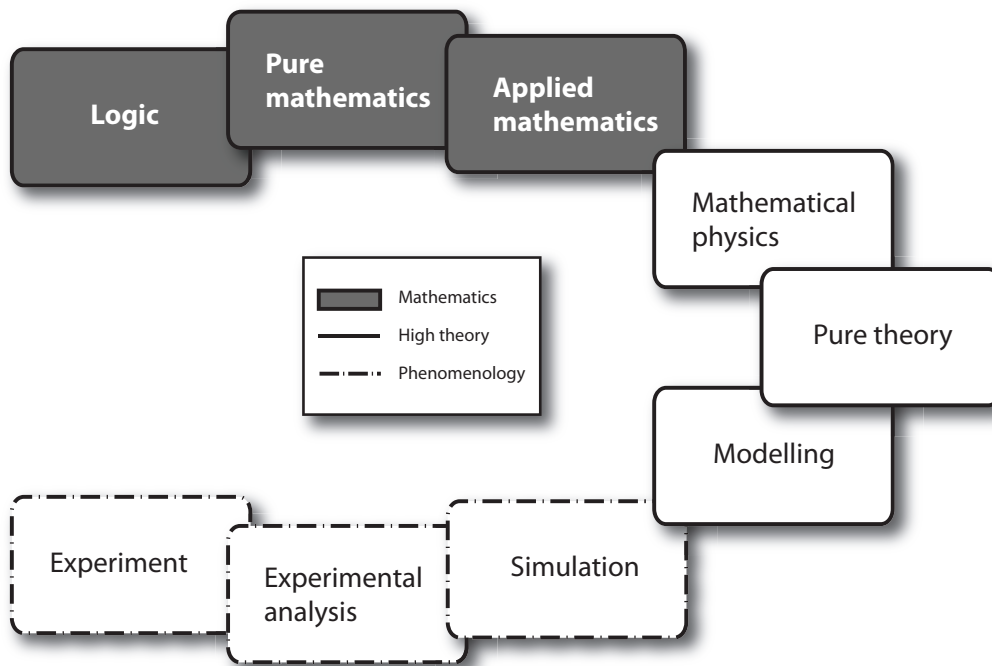 Logic
Pure
mathematics
Applied
mathematics
Mathematical
physics
Pure theory
Modelling
Mathematics
High theory
Phenomenology
Experiment
Experimental
analysis
Simulation